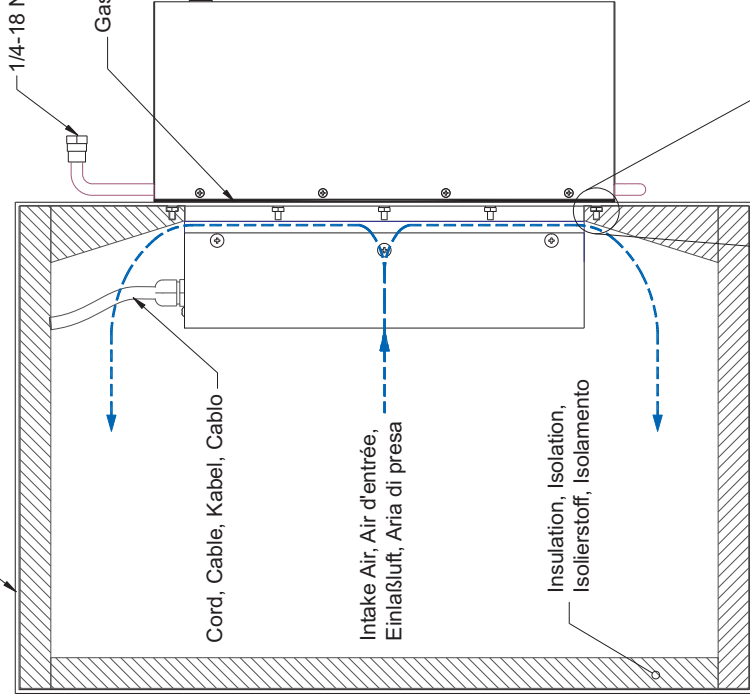 1/4-18 N
Gas
Cord, Cable, Kabel, Cablo
Intake Air, Air d'entrée,
Einlaßluft, Aria di presa
Insulation, Isolation,
Isolierstoff, Isolamento